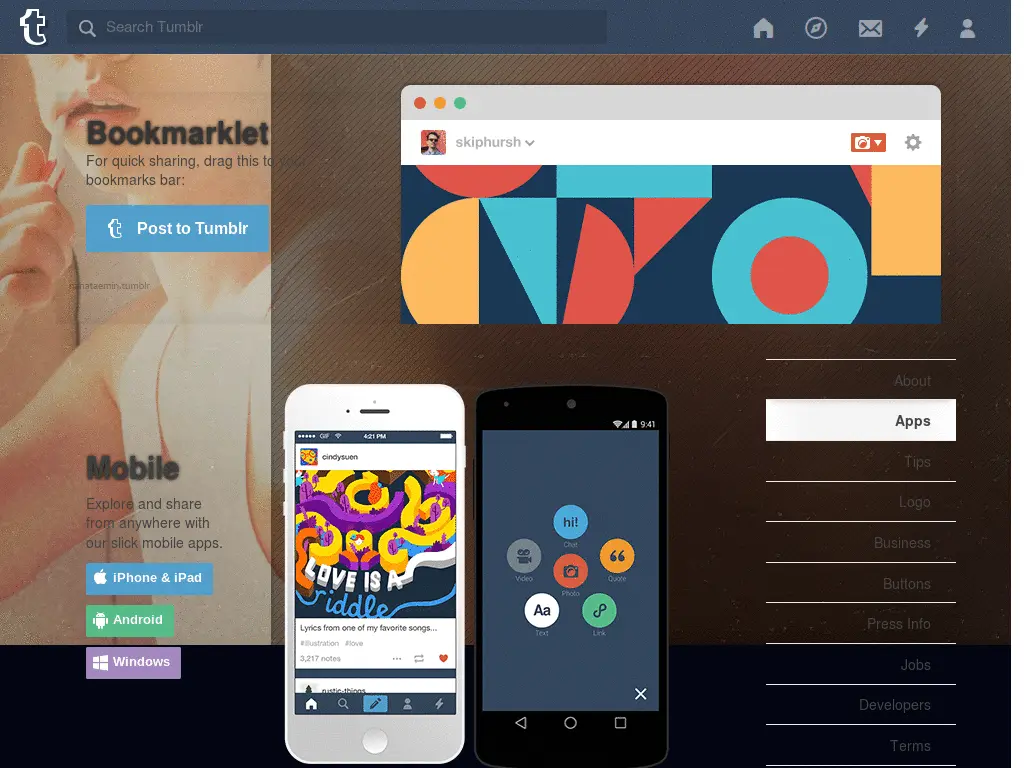 t
Search Tumblr
Bookmarklet
For quick sharing, drag this to your
bookmarks bar:
Post to Tumblr
skiphursh
Mobile
Explore and share
from anywhere with
our slick mobile apps.
iPhone & iPad
Android
Windows
GIF
4:21 PM
cindysuen
LOVE IS A
riddle
Lyrics from one of my favorite songs...
#illustration #love
3,217 notes
rustic-things
9:41
hi!
Chat
Video
Quote
Photo
Aa
Text
Link
About
Apps
Tips
Logo
Business
Buttons
Press Info
Jobs
Developers
Terms